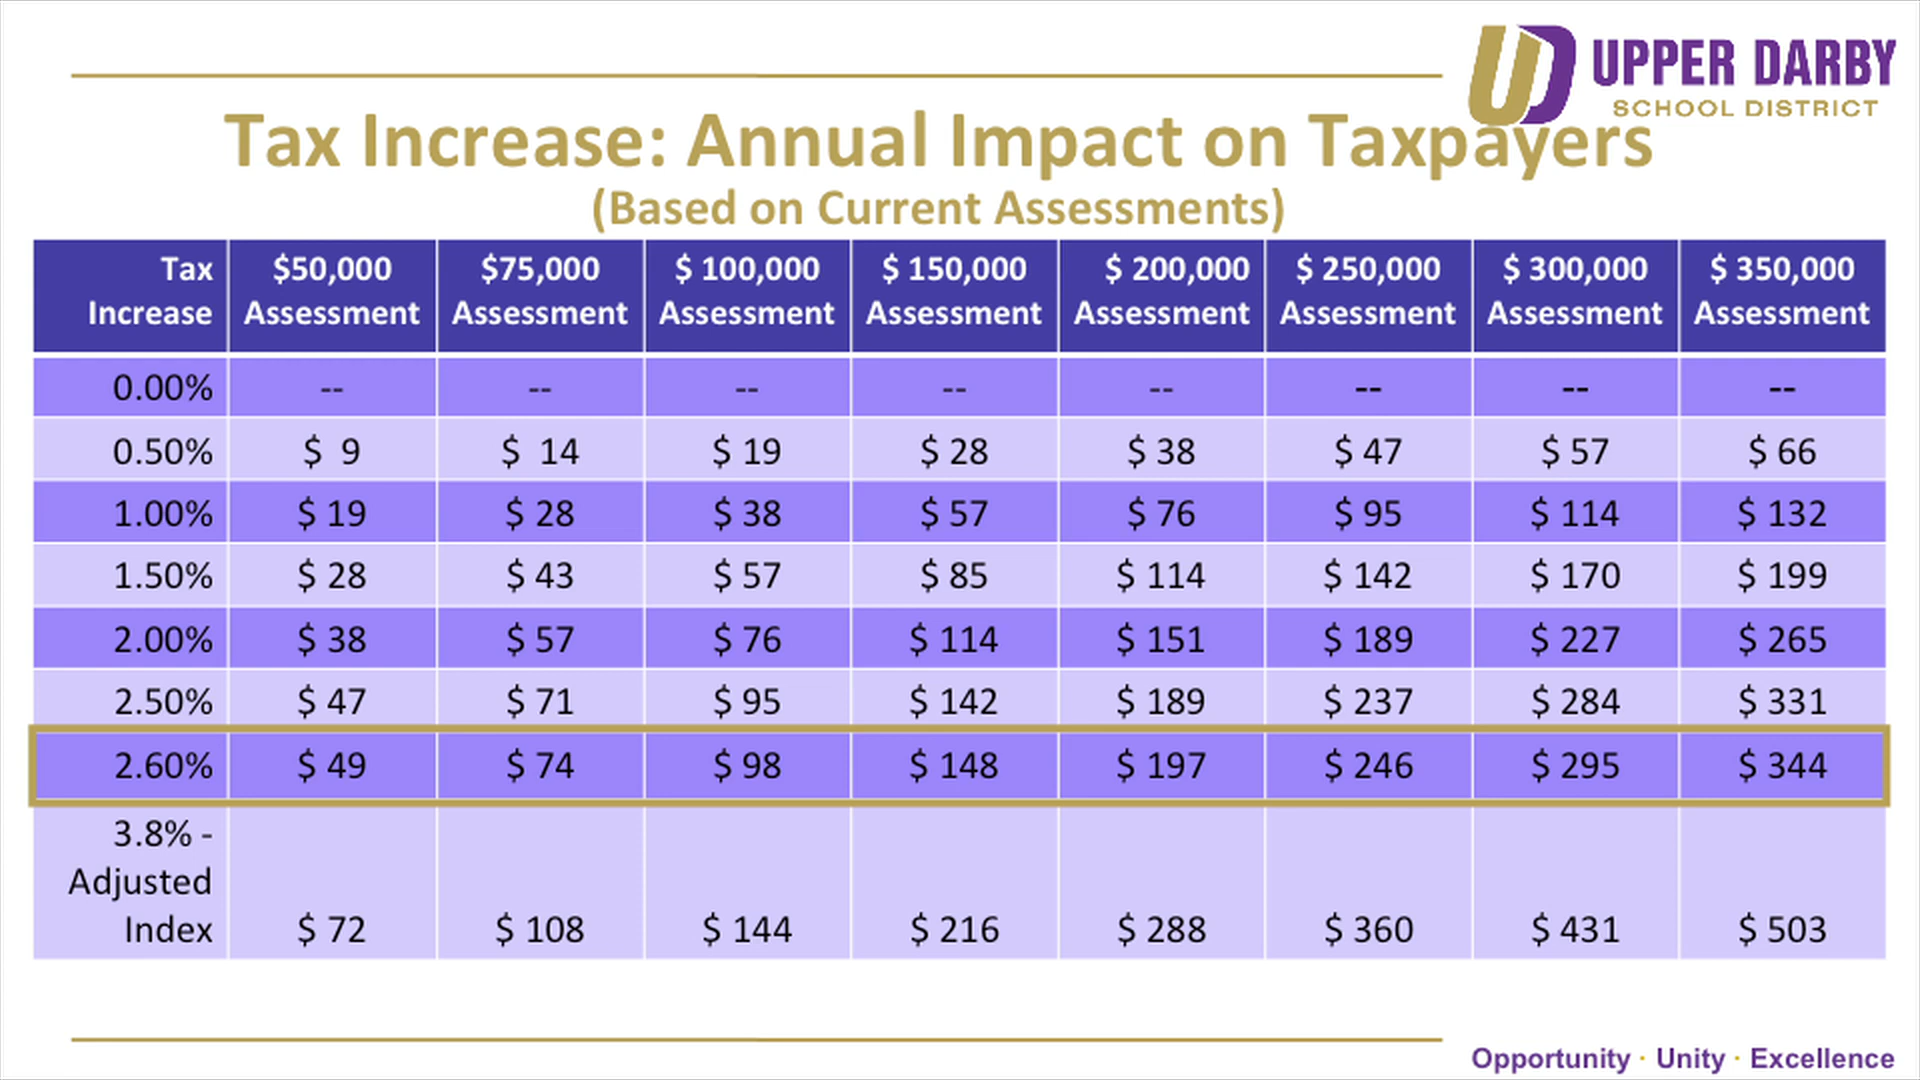 UPPER DARBY
SCHOOL DISTRICT
Tax Increase: Annual Impact on Taxpayers
(Based on Current Assessments)
Tax Increase $50,000 Assessment $75,000 Assessment $ 100,000 Assessment $ 150,000 Assessment $ 200,000 Assessment $ 250,000 Assessment $ 300,000 Assessment $ 350,000 Assessment
0.00% -- -- -- -- -- -- -- --
0.50% $ 9 $ 14 $ 19 $ 28 $ 38 $ 47 $ 57 $ 66
1.00% $ 19 $ 28 $ 38 $ 57 $ 76 $ 95 $ 114 $ 132
1.50% $ 28 $ 43 $ 57 $ 85 $ 114 $ 142 $ 170 $ 199
2.00% $ 38 $ 57 $ 76 $ 114 $ 151 $ 189 $ 227 $ 265
2.50% $ 47 $ 71 $ 95 $ 142 $ 189 $ 237 $ 284 $ 331
2.60% $ 49 $ 74 $ 98 $ 148 $ 197 $ 246 $ 295 $ 344
3.8% -
Adjusted
Index $ 72 $ 108 $ 144 $ 216 $ 288 $ 360 $ 431 $ 503
Opportunity · Unity · Excellence